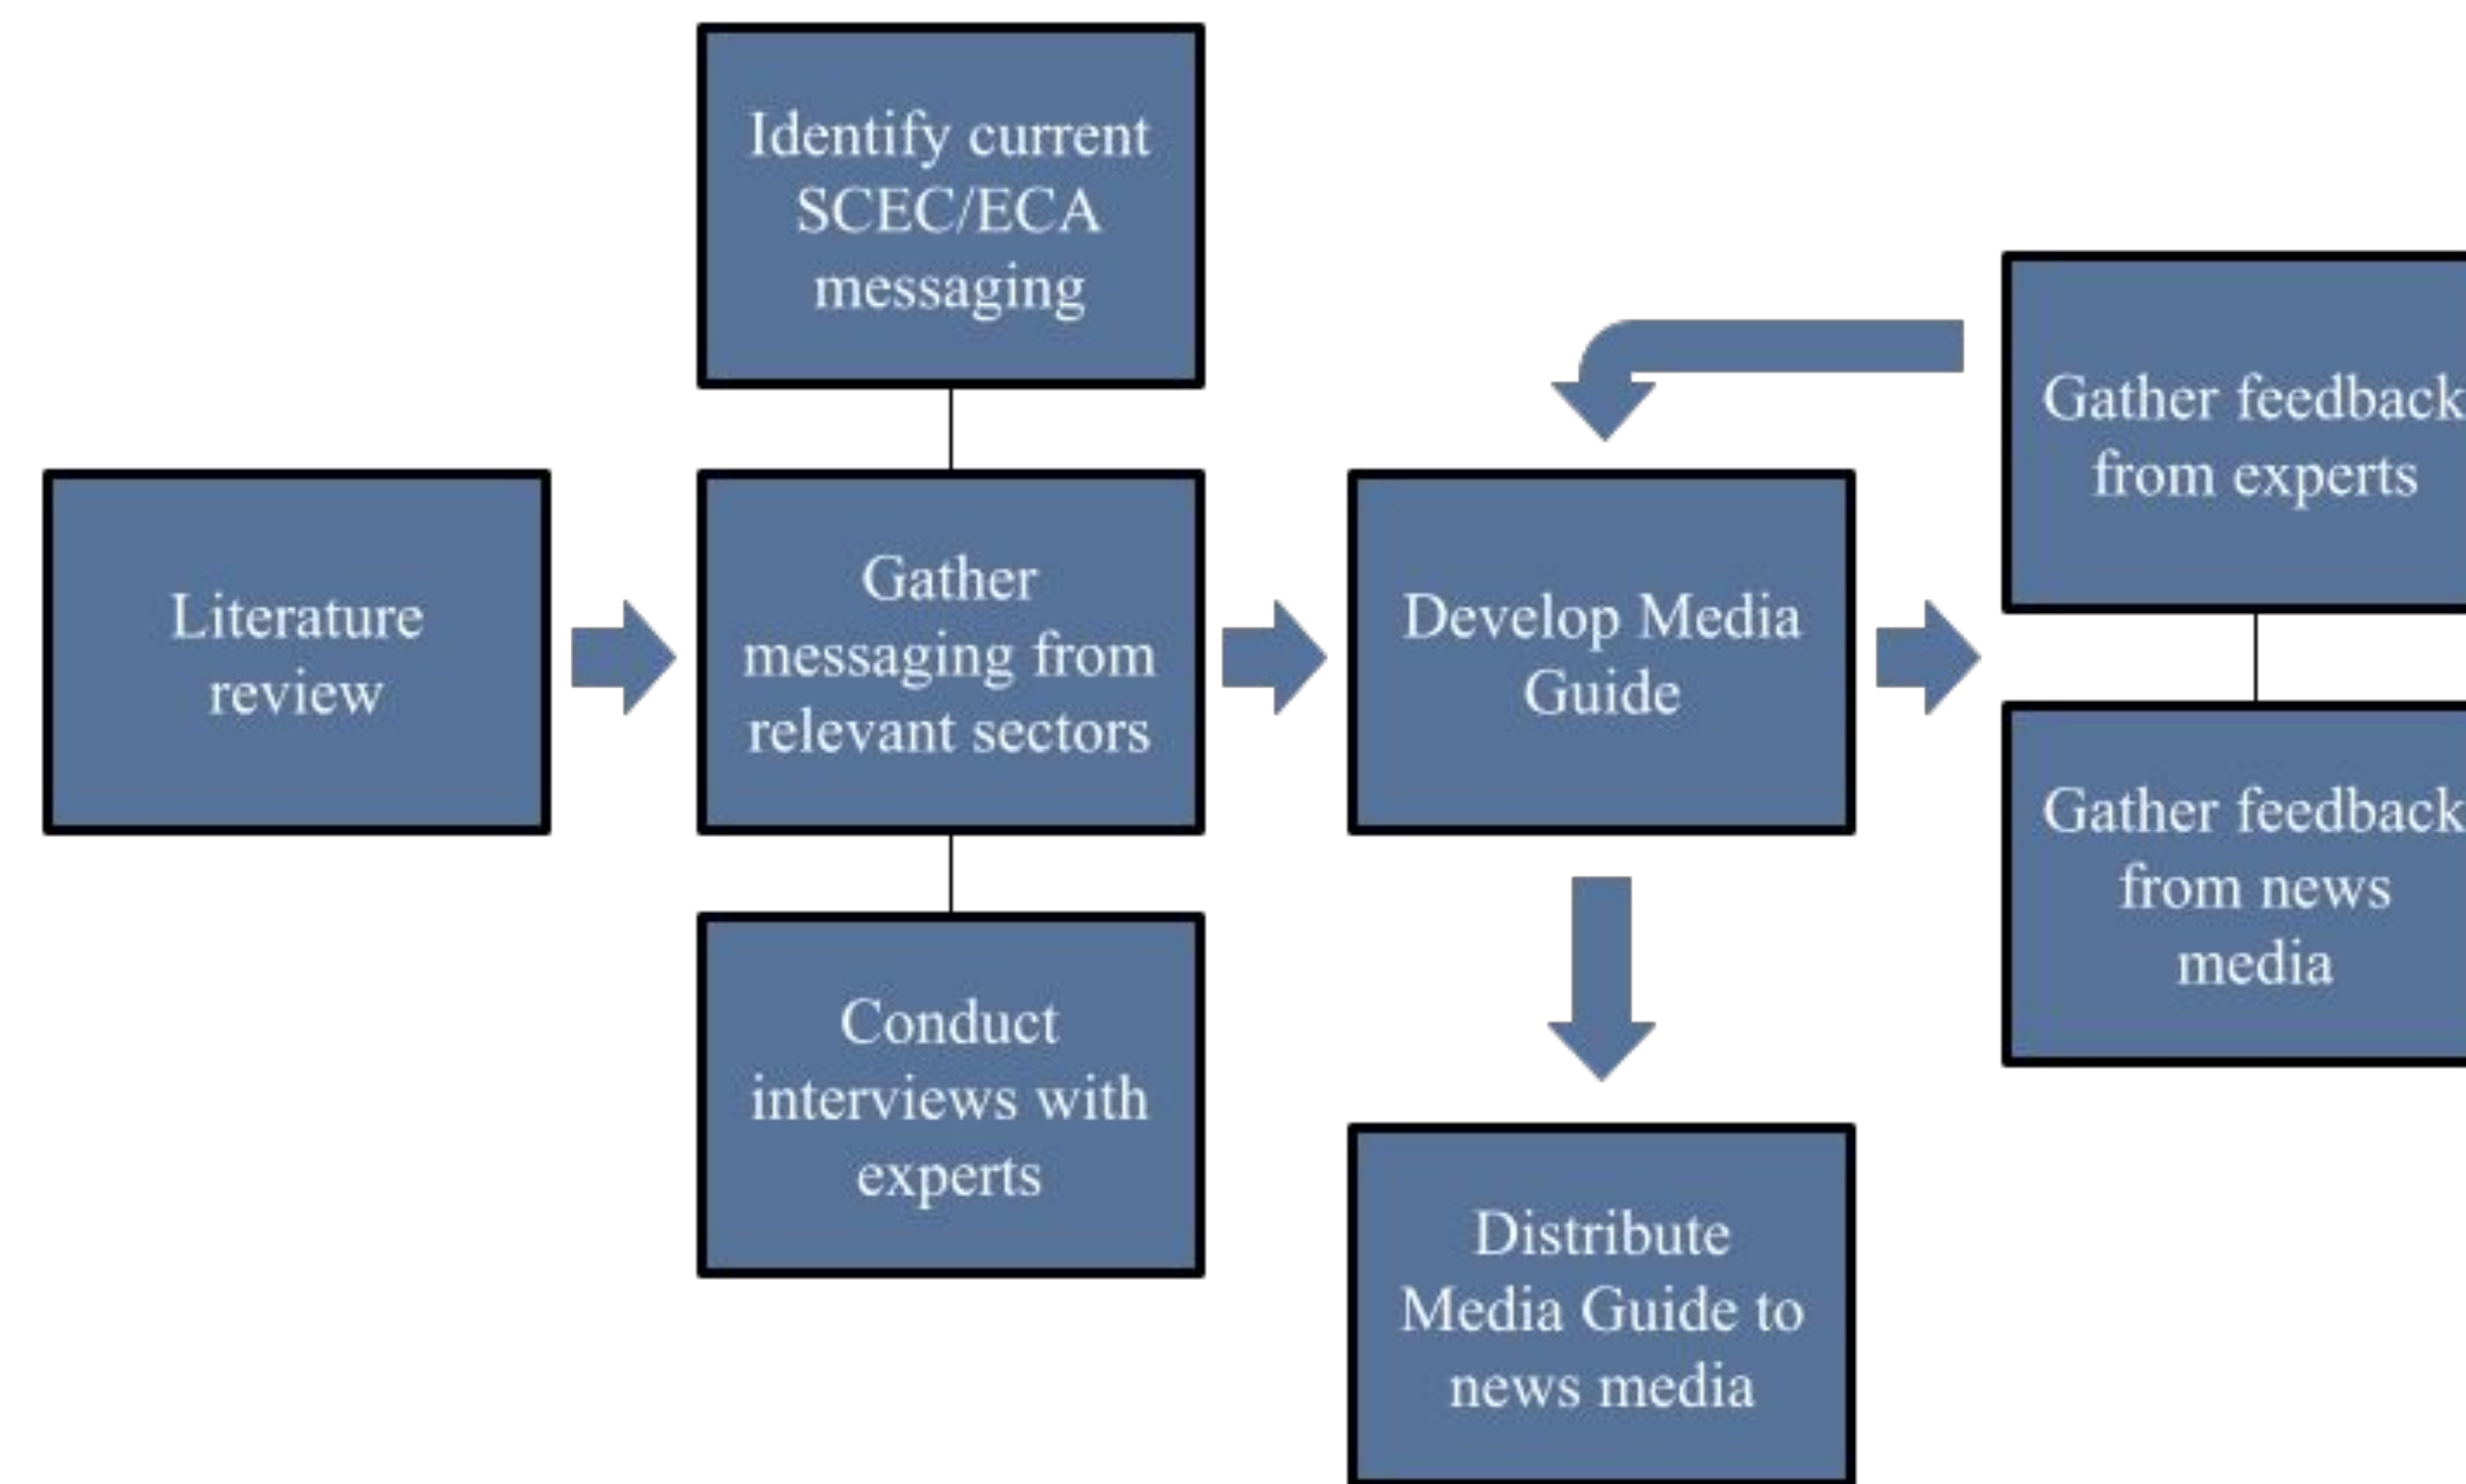 Identify current
SCEC/ECA
messaging
Literature
review
Gather
messaging from
relevant sectors
Conduct
interviews with
experts
Develop Media
Guide
Gather feedback
from experts
Gather feedback
from news
media
Distribute
Media Guide to
news media